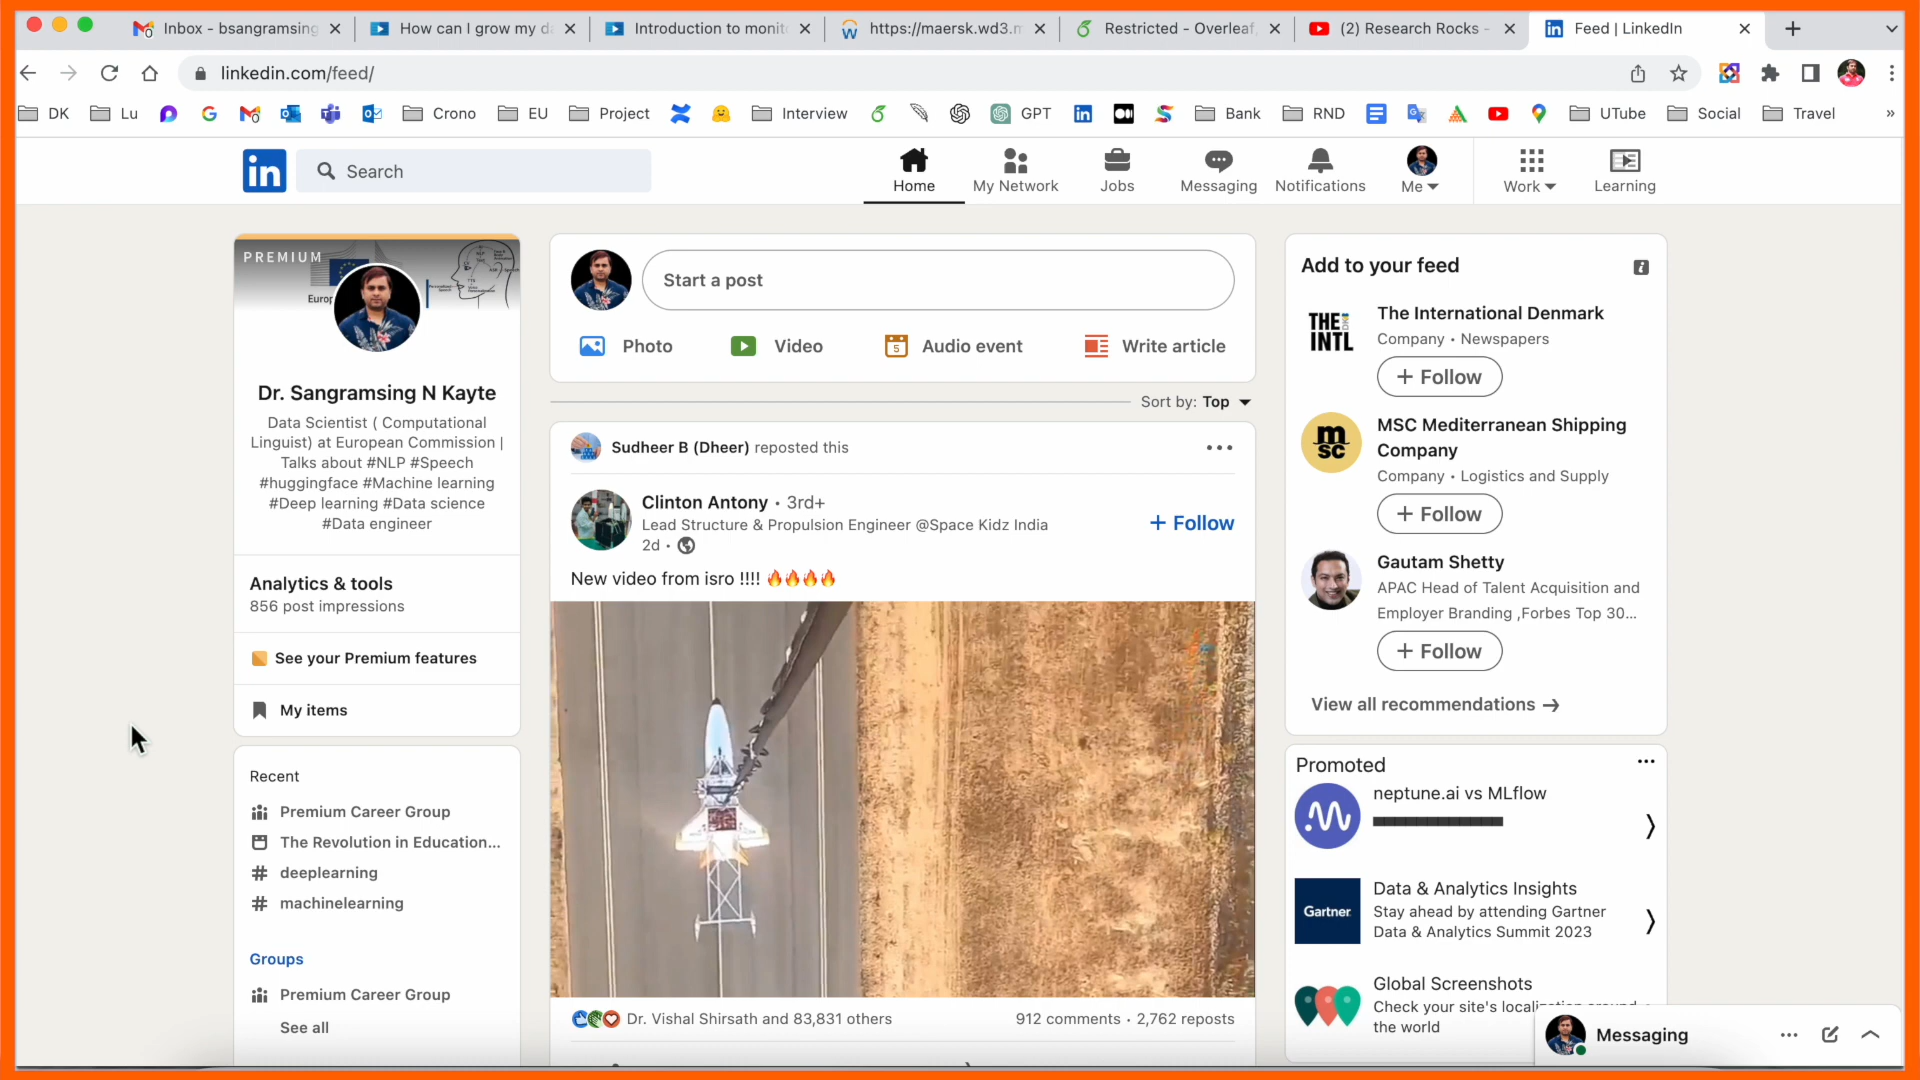 Inbox - bsangramsing
How can I grow my da
Introduction to monito
https://maersk.wd3.m
Restricted - Overleaf,
(2) Research Rocks -
Feed | LinkedIn
linkedin.com/feed/
DK
Lu
Crono
EU
Project
Interview
GPT
Bank
RND
UTube
Social
Travel
»
in
Search
Home
My Network
Jobs
Messaging
Notifications
Me
Work
Learning
PREMIUM
Dr. Sangramsing N Kayte
Data Scientist ( Computational
Linguist) at European Commission |
Talks about #NLP #Speech
#huggingface #Machine learning
#Deep learning #Data science
#Data engineer
Analytics & tools
856 post impressions
See your Premium features
My items
Recent
Premium Career Group
The Revolution in Education...
# deeplearning
# machinelearning
Groups
Premium Career Group
See all
Start a post
Photo
Video
Audio event
Write article
Sort by: Top
Sudheer B (Dheer) reposted this
Clinton Antony • 3rd+
Lead Structure & Propulsion Engineer @Space Kidz India
2d •
+ Follow
New video from isro !!!! 🔥🔥🔥🔥
Dr. Vishal Shirsath and 83,831 others
912 comments • 2,762 reposts
Add to your feed
THE INTL
The International Denmark
Company • Newspapers
+ Follow
msc
MSC Mediterranean Shipping
Company
Company • Logistics and Supply
+ Follow
Gautam Shetty
APAC Head of Talent Acquisition and
Employer Branding ,Forbes Top 30...
+ Follow
View all recommendations →
Promoted
neptune.ai vs MLflow
Gartner
Data & Analytics Insights
Stay ahead by attending Gartner
Data & Analytics Summit 2023
Global Screenshots
Check your site's localization around
the world
Messaging